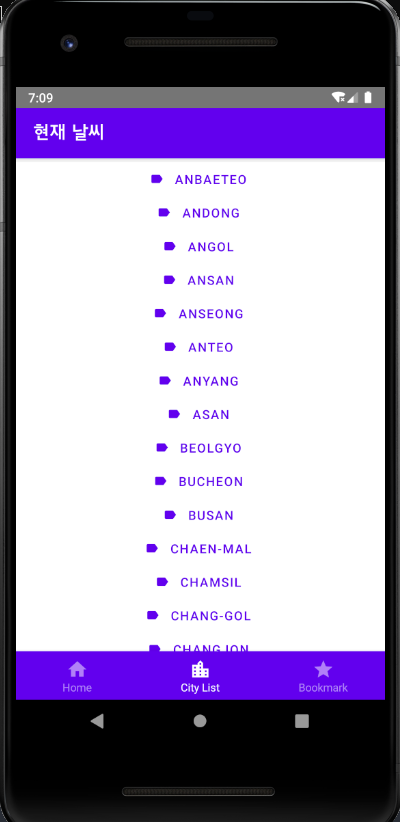 7:09
현재 날씨
ANBAETEO
ANDONG
ANGOL
ANSAN
ANSEONG
ANTEO
ANYANG
ASAN
BEOLGYO
BUCHEON
BUSAN
CHAEN-MAL
CHAMSIL
CHANG-GOL
Home City List Bookmark